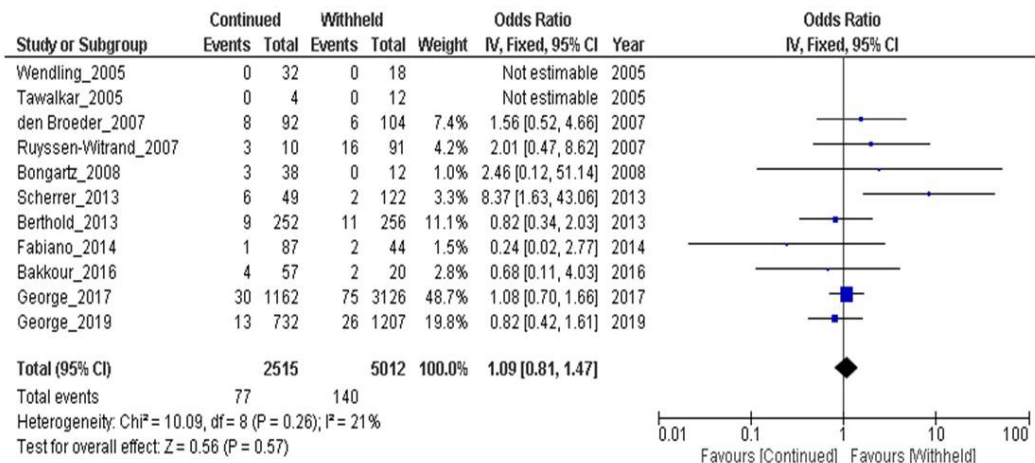 Continued Withheld Odds Ratio Odds Ratio
Study or Subgroup Events Total Events Total Weight IV, Fixed, 95% CI Year IV, Fixed, 95% CI
Wendling_2005 0 32 0 18 Not estimable 2005
Tawalkar_2005 0 4 0 12 Not estimable 2005
den Broeder_2007 8 92 6 104 7.4% 1.56 [0.52, 4.66] 2007
Ruyssen-Witrand_2007 3 10 16 91 4.2% 2.01 [0.47, 8.62] 2007
Bongartz_2008 3 38 0 12 1.0% 2.46 [0.12, 51.14] 2008
Scherrer_2013 6 49 2 122 3.3% 8.37 [1.63, 43.06] 2013
Berthold_2013 9 252 11 256 11.1% 0.82 [0.34, 2.03] 2013
Fabiano_2014 1 87 2 44 1.5% 0.24 [0.02, 2.77] 2014
Bakkour_2016 4 57 2 20 2.8% 0.68 [0.11, 4.03] 2016
George_2017 30 1162 75 3126 48.7% 1.08 [0.70, 1.66] 2017
George_2019 13 732 26 1207 19.8% 0.82 [0.42, 1.61] 2019
Total (95% CI) 2515 5012 100.0% 1.09 [0.81, 1.47]
Total events 77 140
Heterogeneity: Chi² = 10.09, df = 8 (P = 0.26); I² = 21%
Test for overall effect: Z = 0.56 (P = 0.57)
0.01 0.1 1 10 100
Favours [Continued] Favours [Withheld]